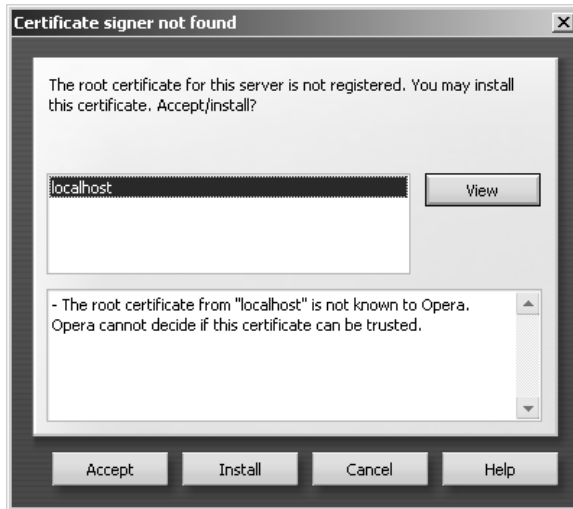 Certificate signer not found
The root certificate for this server is not registered. You may install
this certificate. Accept/install?
localhost
View
- The root certificate from "localhost" is not known to Opera.
Opera cannot decide if this certificate can be trusted.
Accept
Install
Cancel
Help